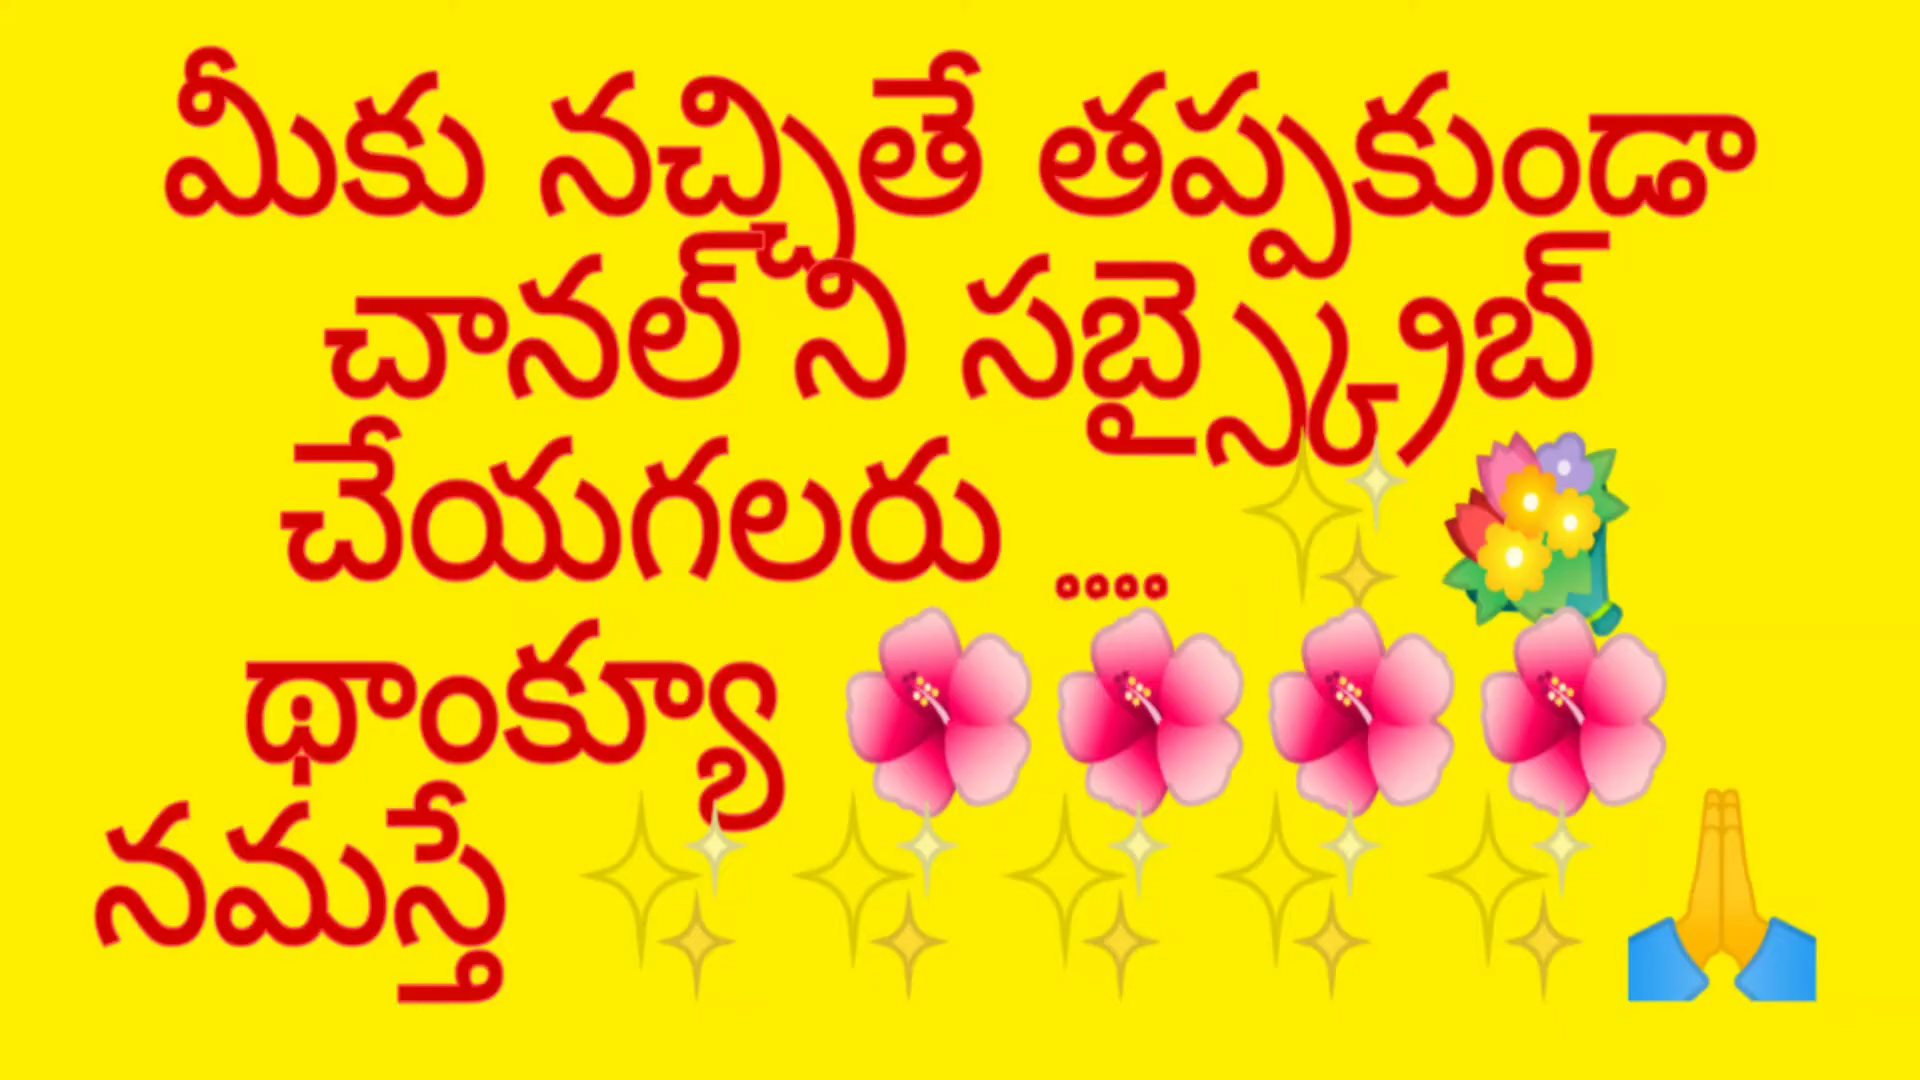 మీకు నచ్చితే తప్పకుండా
చానల్ ని సబ్స్క్రైబ్
చేయగలరు .... ✨ 💐
థాంక్యూ 🌺🌺🌺🌺
నమస్తే ✨✨✨✨✨🙏